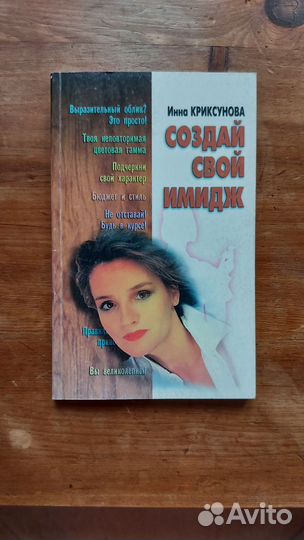 Инна КРИКСУНОВА
СОЗДАЙ
СВОЙ
ИМИДЖ
Выразительный облик?
Это просто!
Твоя неповторимая
цветовая гамма
Подчеркни
свой характер
Бюджет и стиль
Не отставай!
Будь в курсе!
Вы великолепны!
Avito